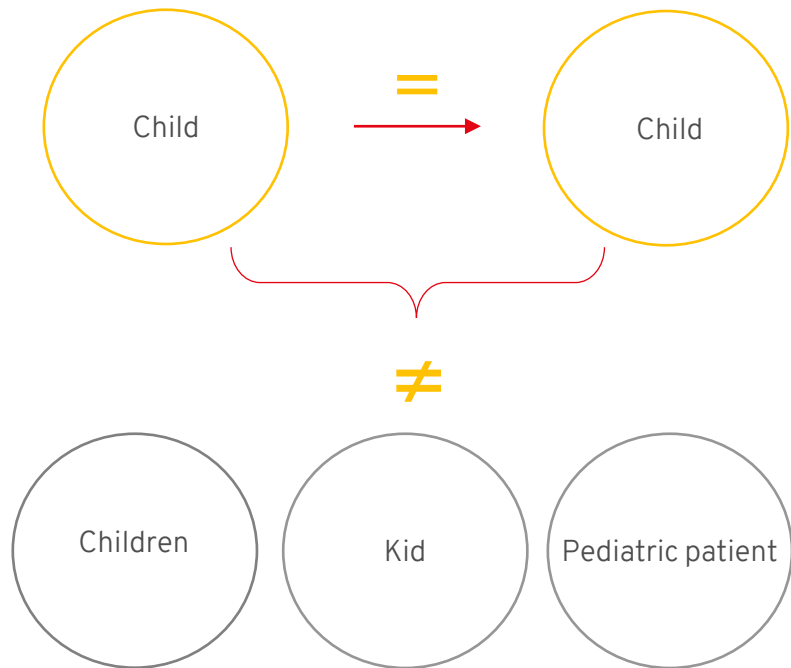 Child
=
Child
≠
Children
Kid
Pediatric patient